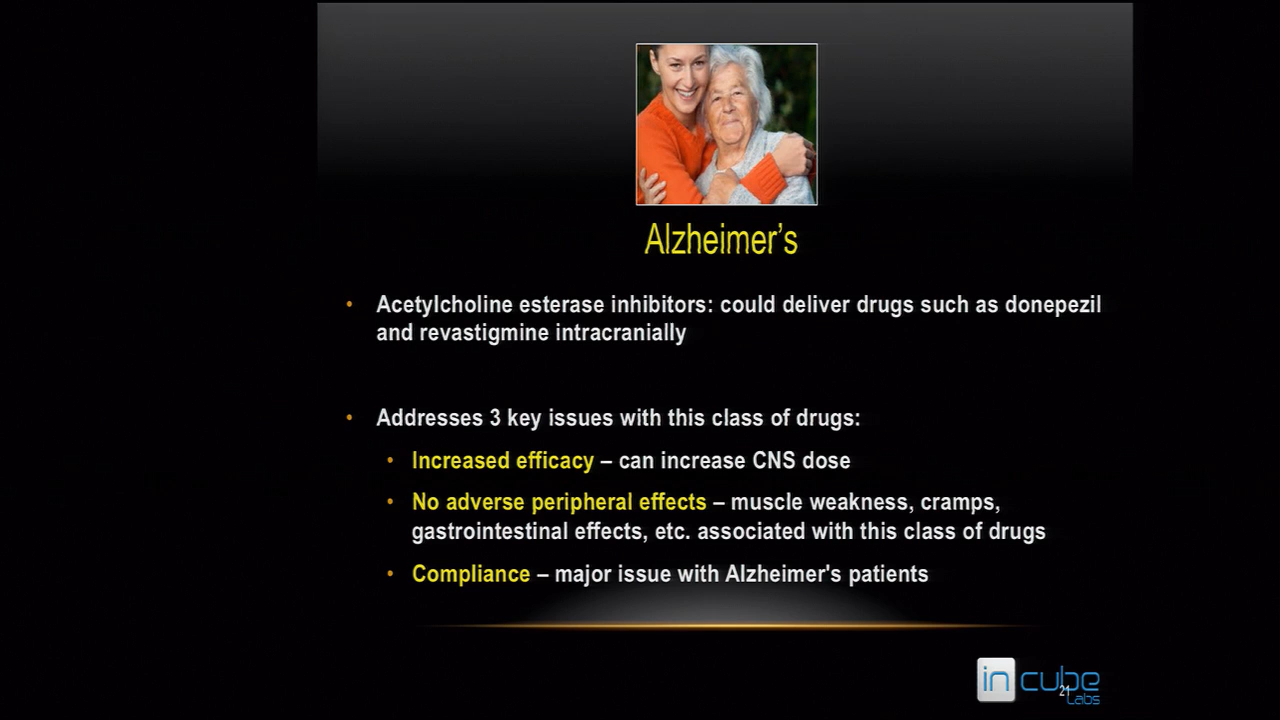 Alzheimer's
• Acetylcholine esterase inhibitors: could deliver drugs such as donepezil
and revastigmine intracranially
• Addresses 3 key issues with this class of drugs:
• Increased efficacy – can increase CNS dose
• No adverse peripheral effects – muscle weakness, cramps,
gastrointestinal effects, etc. associated with this class of drugs
• Compliance – major issue with Alzheimer's patients
in cube
Labs
21